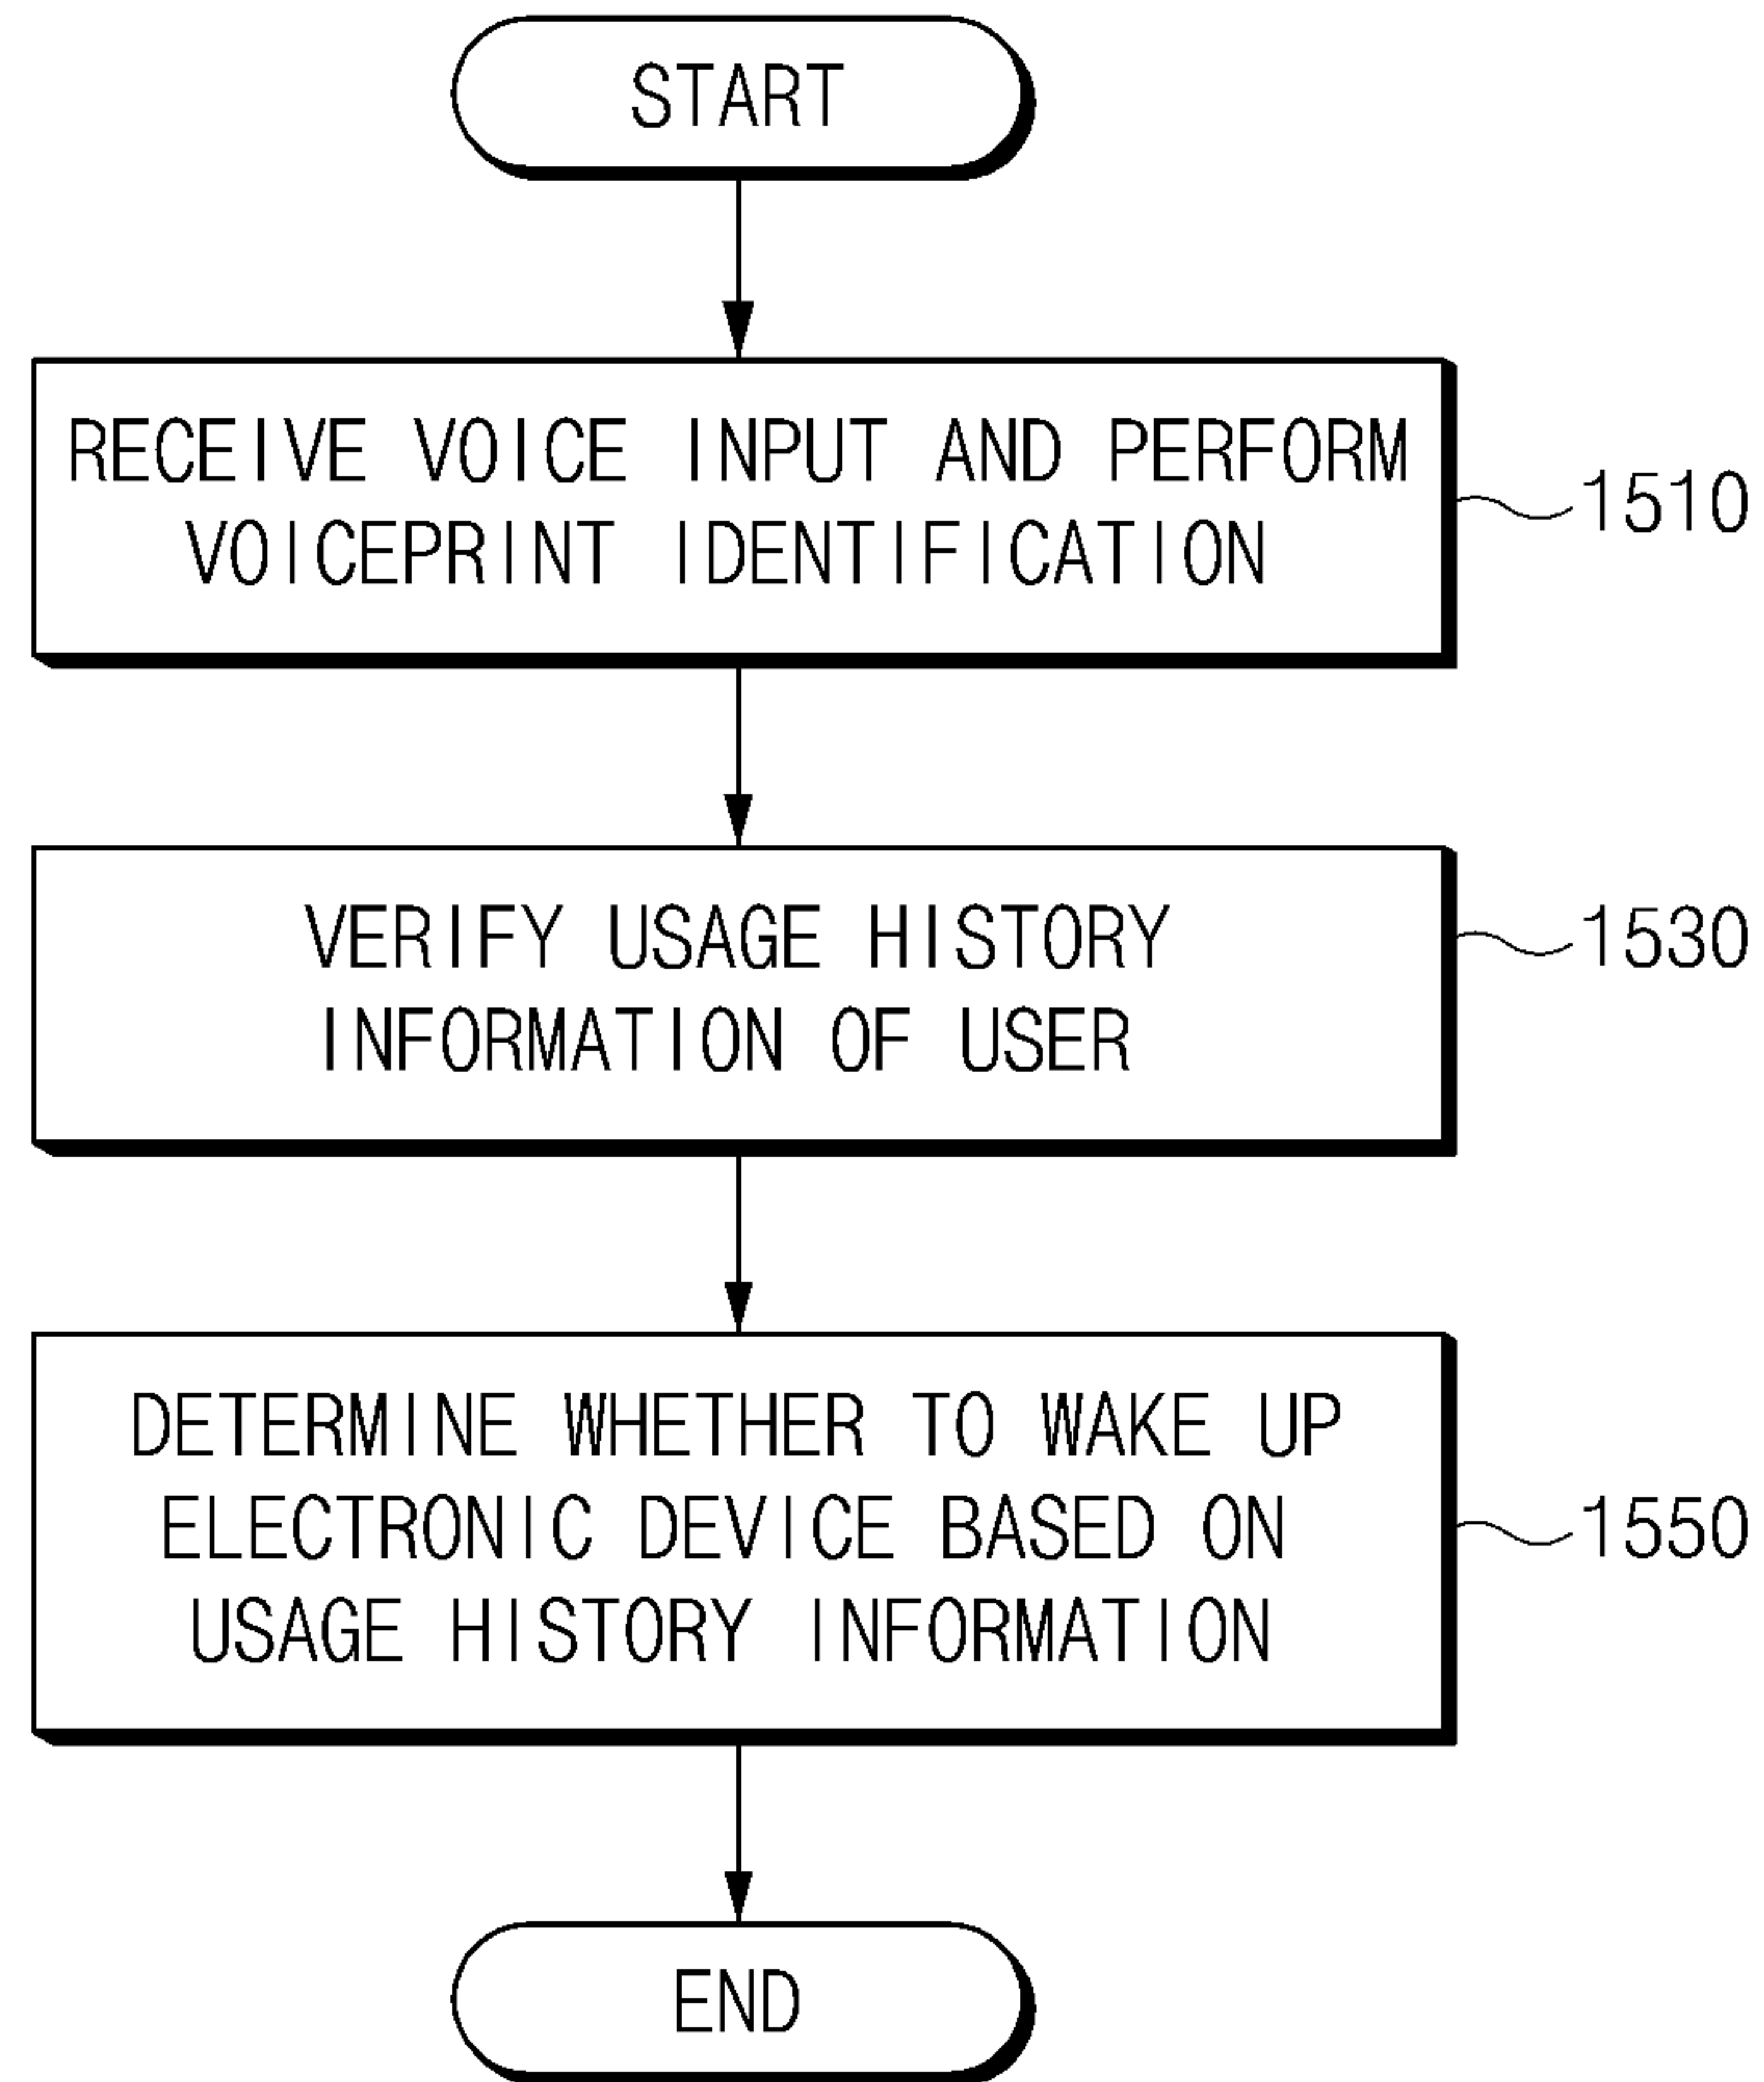 START
RECEIVE VOICE INPUT AND PERFORM
VOICEPRINT IDENTIFICATION
1510
VERIFY USAGE HISTORY
INFORMATION OF USER
1530
DETERMINE WHETHER TO WAKE UP
ELECTRONIC DEVICE BASED ON
USAGE HISTORY INFORMATION
1550
END